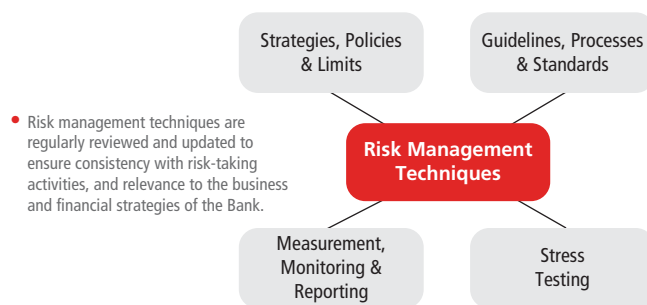 Strategies, Policies
& Limits
Guidelines, Processes
& Standards
• Risk management techniques are
regularly reviewed and updated to
ensure consistency with risk-taking
activities, and relevance to the business
and financial strategies of the Bank.
Risk Management
Techniques
Measurement,
Monitoring &
Reporting
Stress
Testing